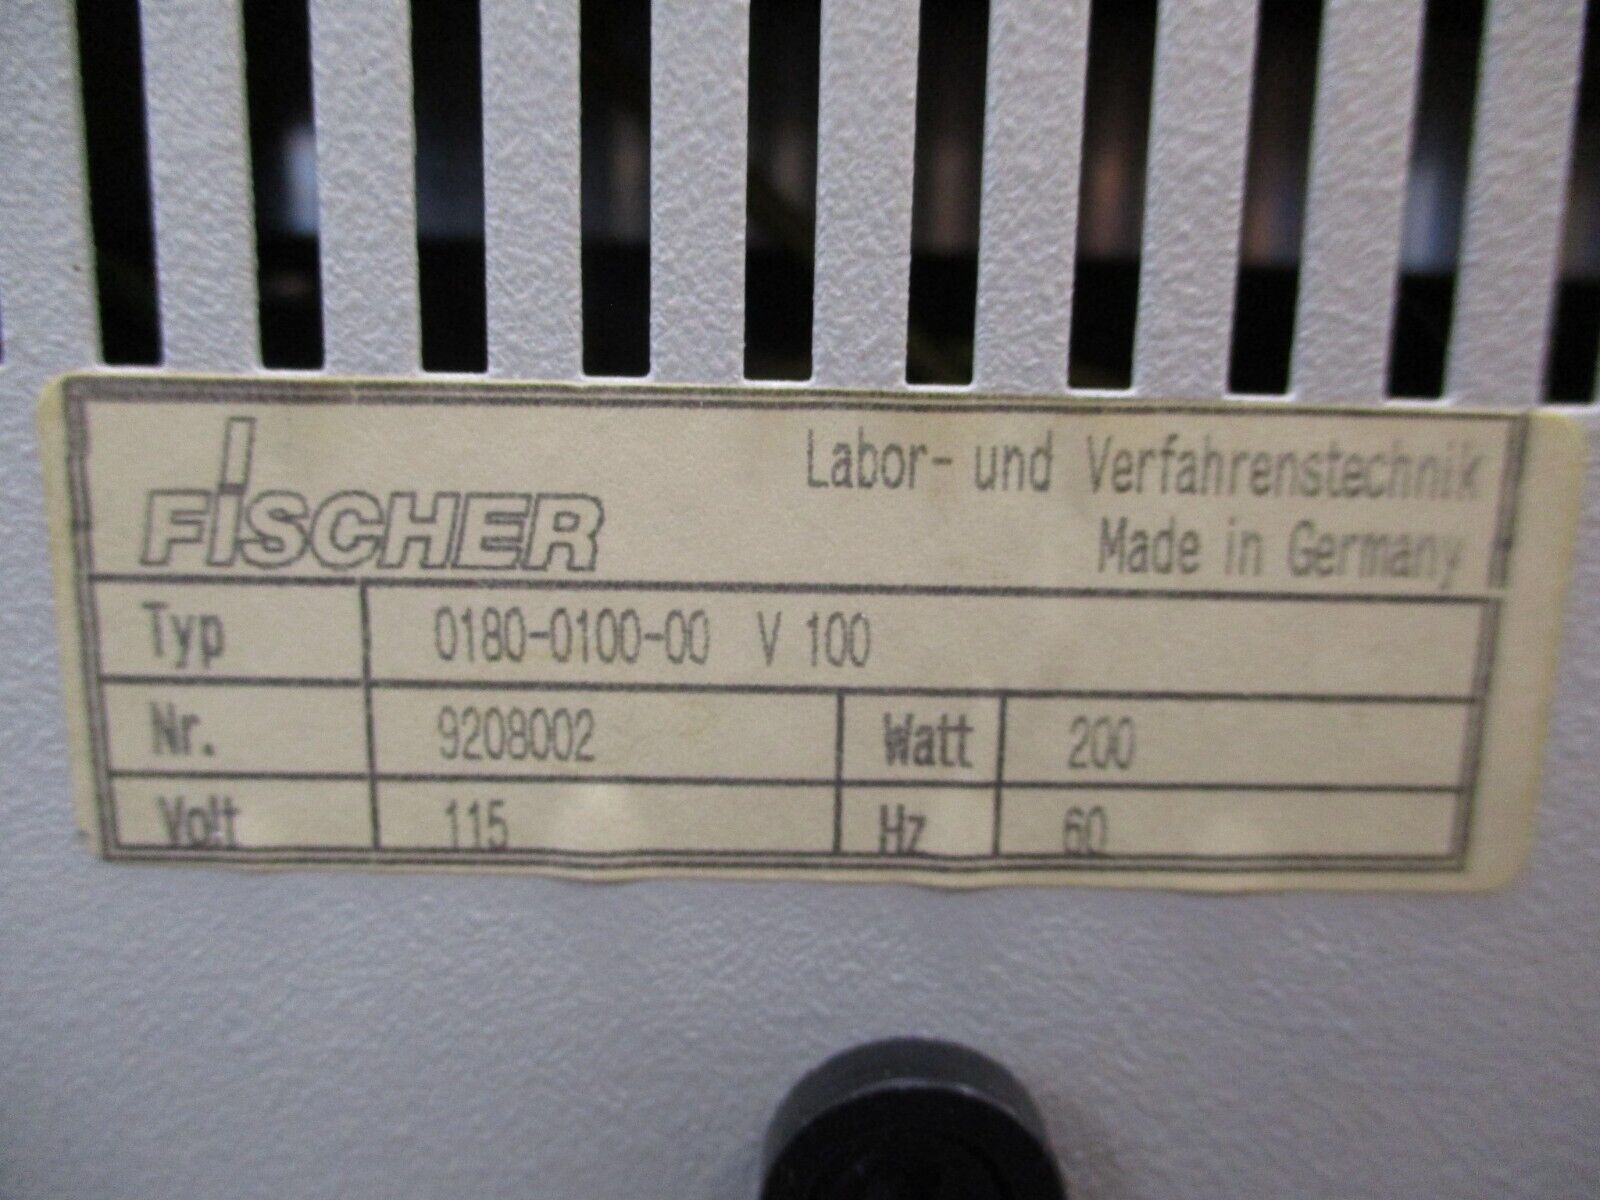 FiSCHER
Labor- und Verfahrenstechnik
Made in Germany
Typ 0180-0100-00 V 100
Nr. 9208002 Watt 200
Volt 115 Hz 60